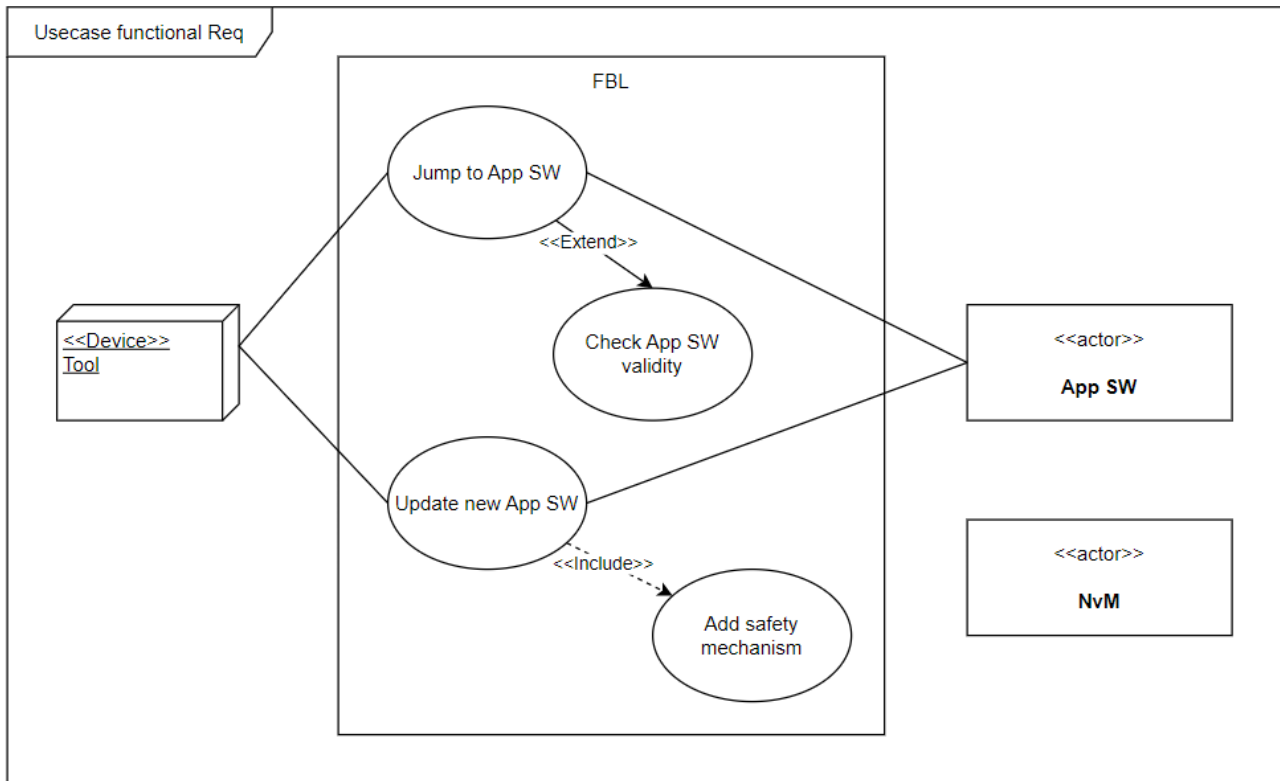 Usecase functional Req
FBL
Jump to App SW
<<Extend>>
Check App SW
validity
<<Device>>
Tool
<<actor>>
App SW
Update new App SW
<<Include>>
Add safety
mechanism
<<actor>>
NvM